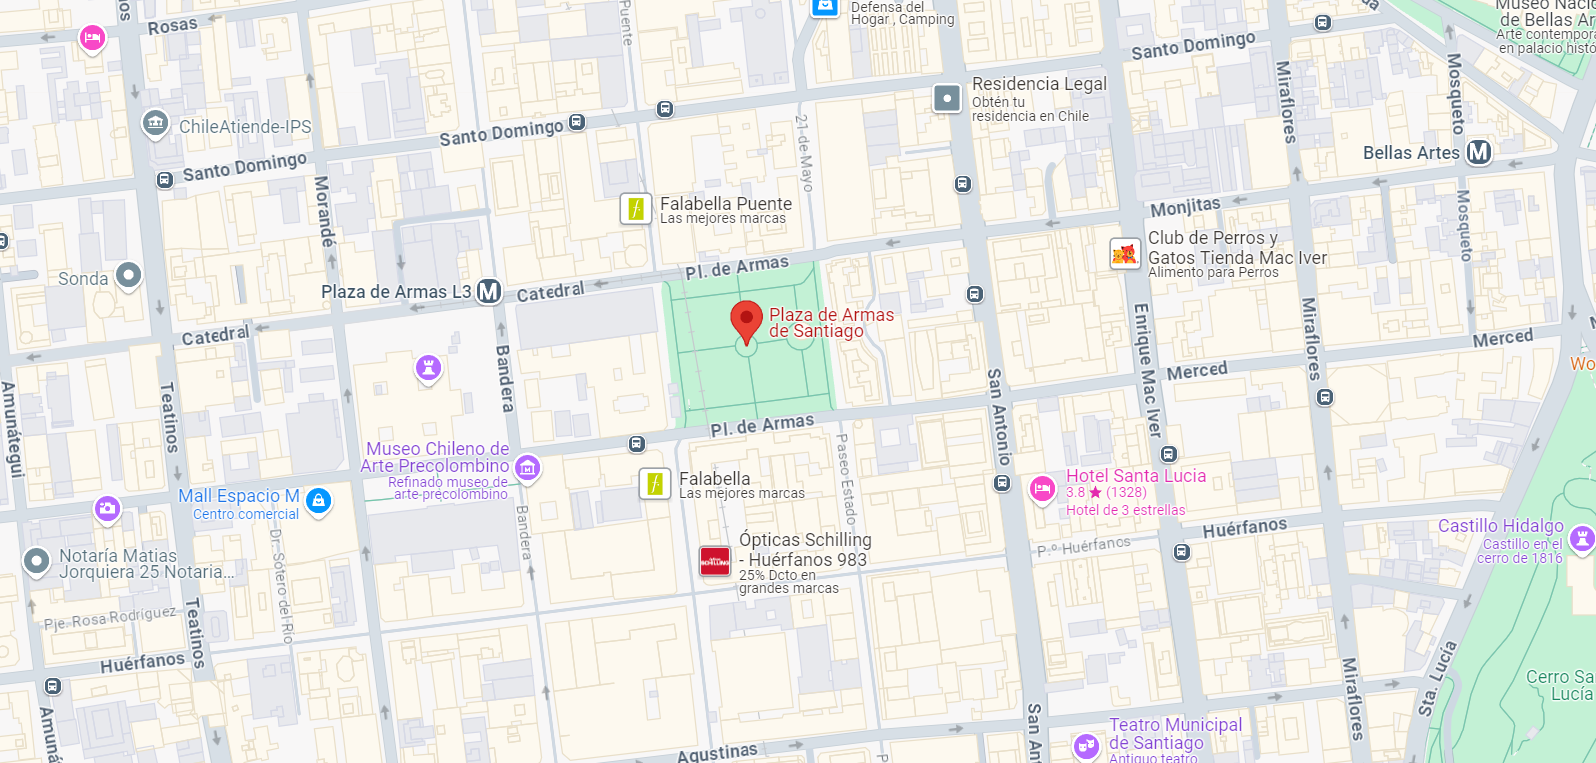 Rosas
Puente
Defensa del
Hogar , Camping
Santo Domingo
Museo Naci
de Bellas Ar
Arte contempora
en palacio histó
Miraflores
Mosqueto
Residencia Legal
Obtén tu
residencia en Chile
ChileAtiende-IPS
Santo Domingo
Santo Domingo
21 de Mayo
Bellas Artes
Morandé
Falabella Puente
Las mejores marcas
Monjitas
Mosqueto
Club de Perros y
Gatos Tienda Mac Iver
Alimento para Perros
Sonda
Plaza de Armas L3
Catedral
Pl. de Armas
Catedral
Plaza de Armas
de Santiago
Enrique Mac Iver
Miraflores
Merced
Merced
Wo
Amunátegui
Teatinos
Bandera
San Antonio
Pl. de Armas
Museo Chileno de
Arte Precolombino
Refinado museo de
arte-precolombino
Paseo Estado
Falabella
Las mejores marcas
Hotel Santa Lucia
3.8 ★ (1328)
Hotel de 3 estrellas
Mall Espacio M
Centro comercial
Bandera
Dr. Sótero del Río
Huérfanos
P.º Huérfanos
Castillo Hidalgo
Castillo en el
cerro de 1816
Ópticas Schilling
- Huérfanos 983
25% Dcto en
grandes marcas
SCHILLING
Notaría Matias
Jorquiera 25 Notaria...
Pje. Rosa Rodríguez
Teatinos
Huérfanos
Miraflores
Sta. Lucía
Cerro Sa
Lucía
Amuná
San Ant
Agustinas
Teatro Municipal
de Santiago
Antiguo teatro